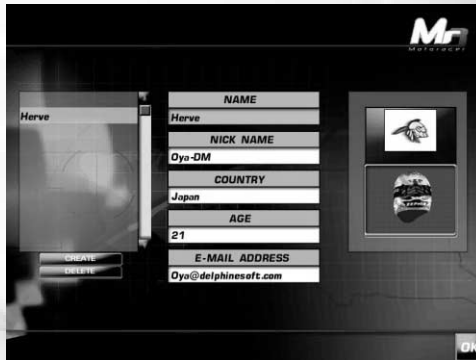 Mr
Motoracer
Herve
CREATE
DELETE
NAME
Herve
NICK NAME
Oya-DM
COUNTRY
Japan
AGE
21
E-MAIL ADDRESS
Oya@delphinesoft.com
OK